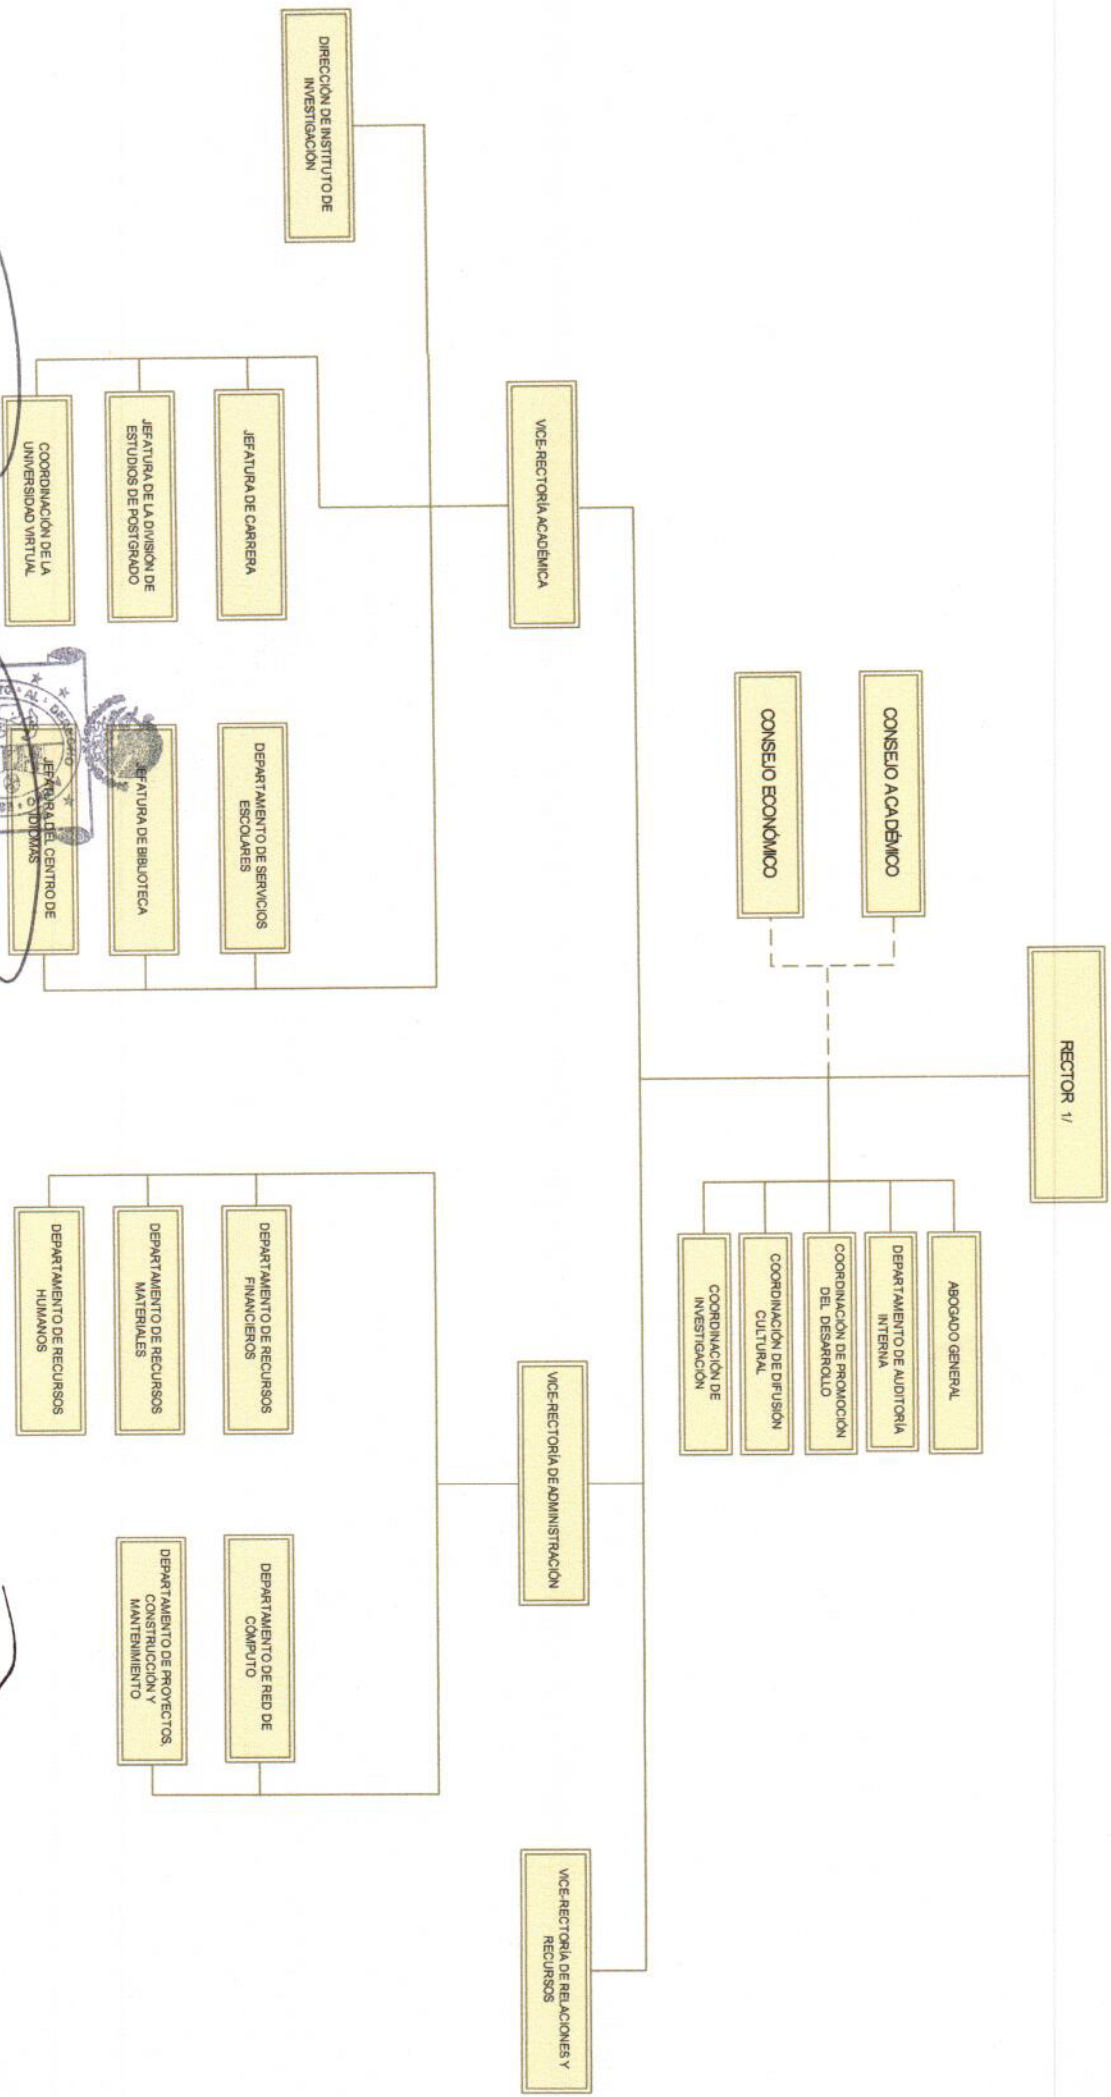 RECTOR 1/
CONSEJO ACADÉMICO
CONSEJO ECONÓMICO
ABOGADO GENERAL
DEPARTAMENTO DE AUDITORÍA
INTERNA
COORDINACIÓN DE PROMOCIÓN
DEL DESARROLLO
COORDINACIÓN DE DIFUSIÓN
CULTURAL
COORDINACIÓN DE
INVESTIGACIÓN
VICE-RECTORÍA ACADÉMICA
VICE-RECTORÍA DE ADMINISTRACIÓN
VICE-RECTORÍA DE RELACIONES Y
RECURSOS
DIRECCIÓN DE INSTITUTO DE
INVESTIGACIÓN
JEFATURA DE CARRERA
JEFATURA DE LA DIVISIÓN DE
ESTUDIOS DE POSTGRADO
COORDINACIÓN DE LA
UNIVERSIDAD VIRTUAL
DEPARTAMENTO DE SERVICIOS
ESCOLARES
JEFATURA DE BIBLIOTECA
JEFATURA DEL CENTRO DE
IDIOMAS
DEPARTAMENTO DE RECURSOS
FINANCIEROS
DEPARTAMENTO DE RECURSOS
MATERIALES
DEPARTAMENTO DE RECURSOS
HUMANOS
DEPARTAMENTO DE RED DE
CÓMPUTO
DEPARTAMENTO DE PROYECTOS,
CONSTRUCCIÓN Y
MANTENIMIENTO
AL DERECHO